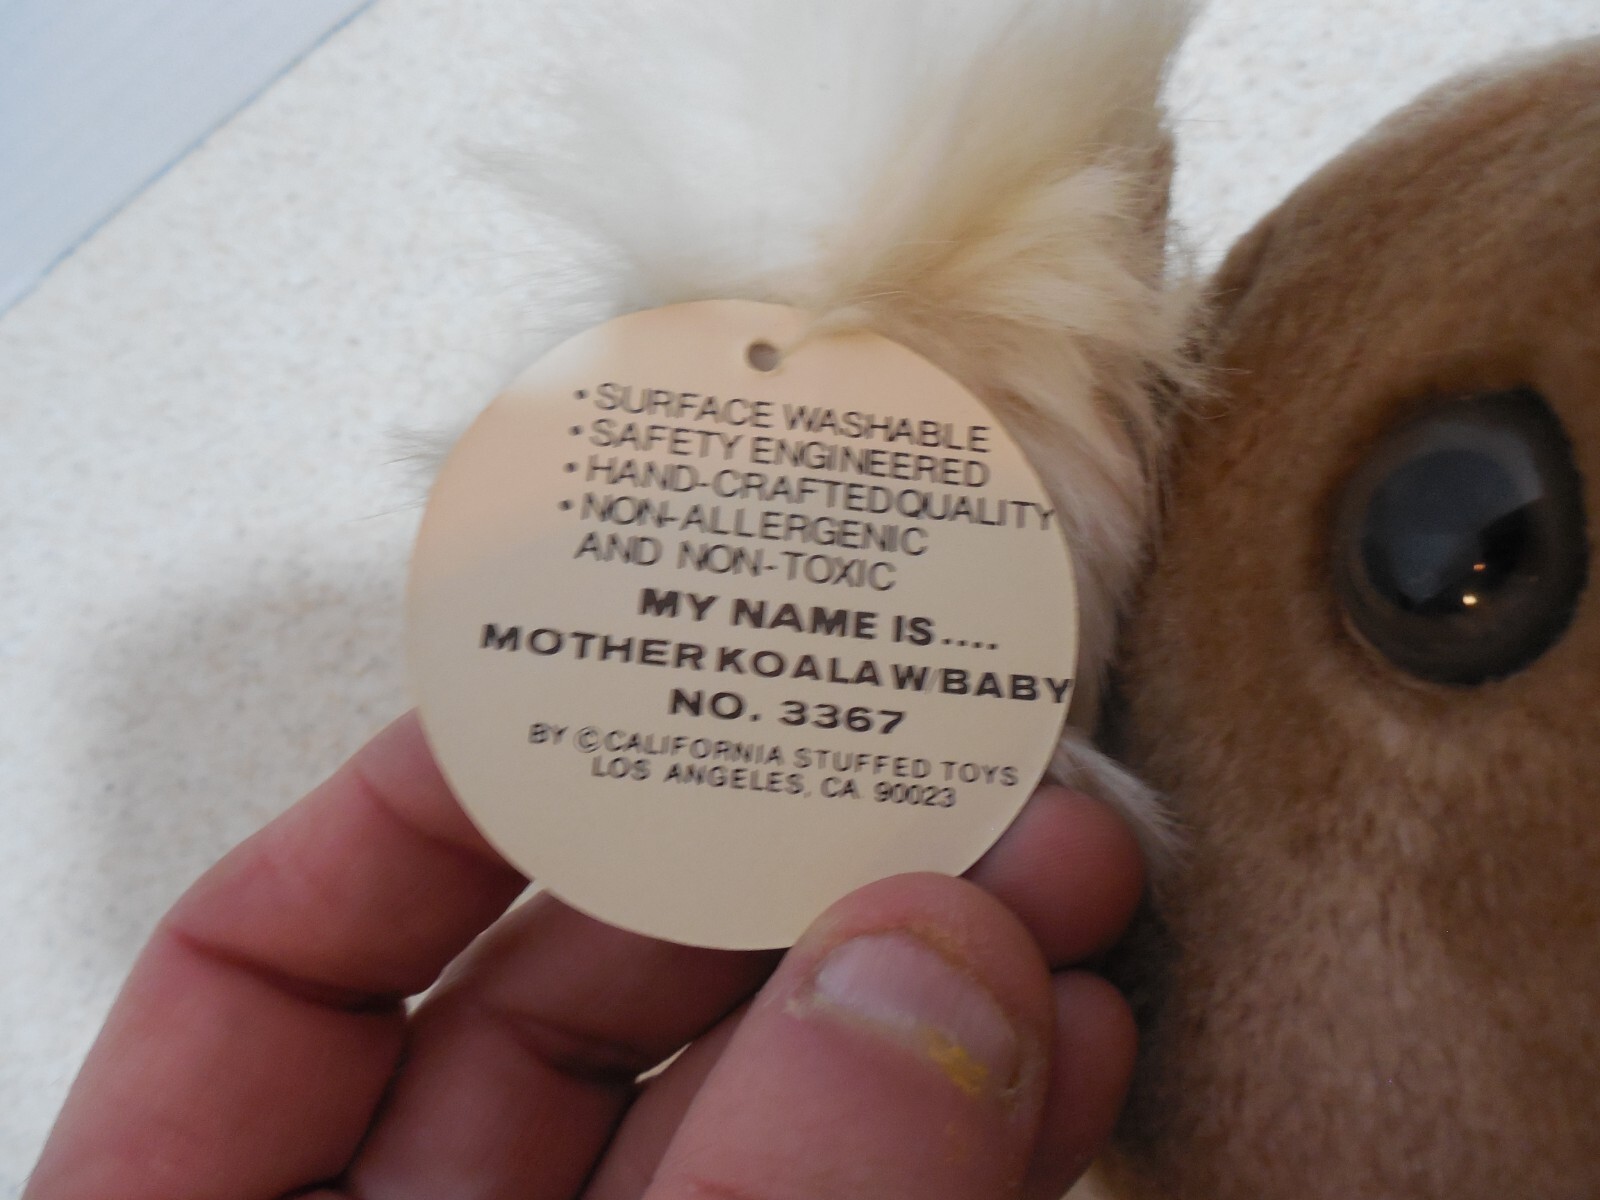 • SURFACE WASHABLE
• SAFETY ENGINEERED
• HAND-CRAFTED QUALITY
• NON-ALLERGENIC
AND NON-TOXIC
MY NAME IS....
MOTHER KOALA W/BABY
NO. 3367
BY ©CALIFORNIA STUFFED TOYS
LOS ANGELES, CA 90023